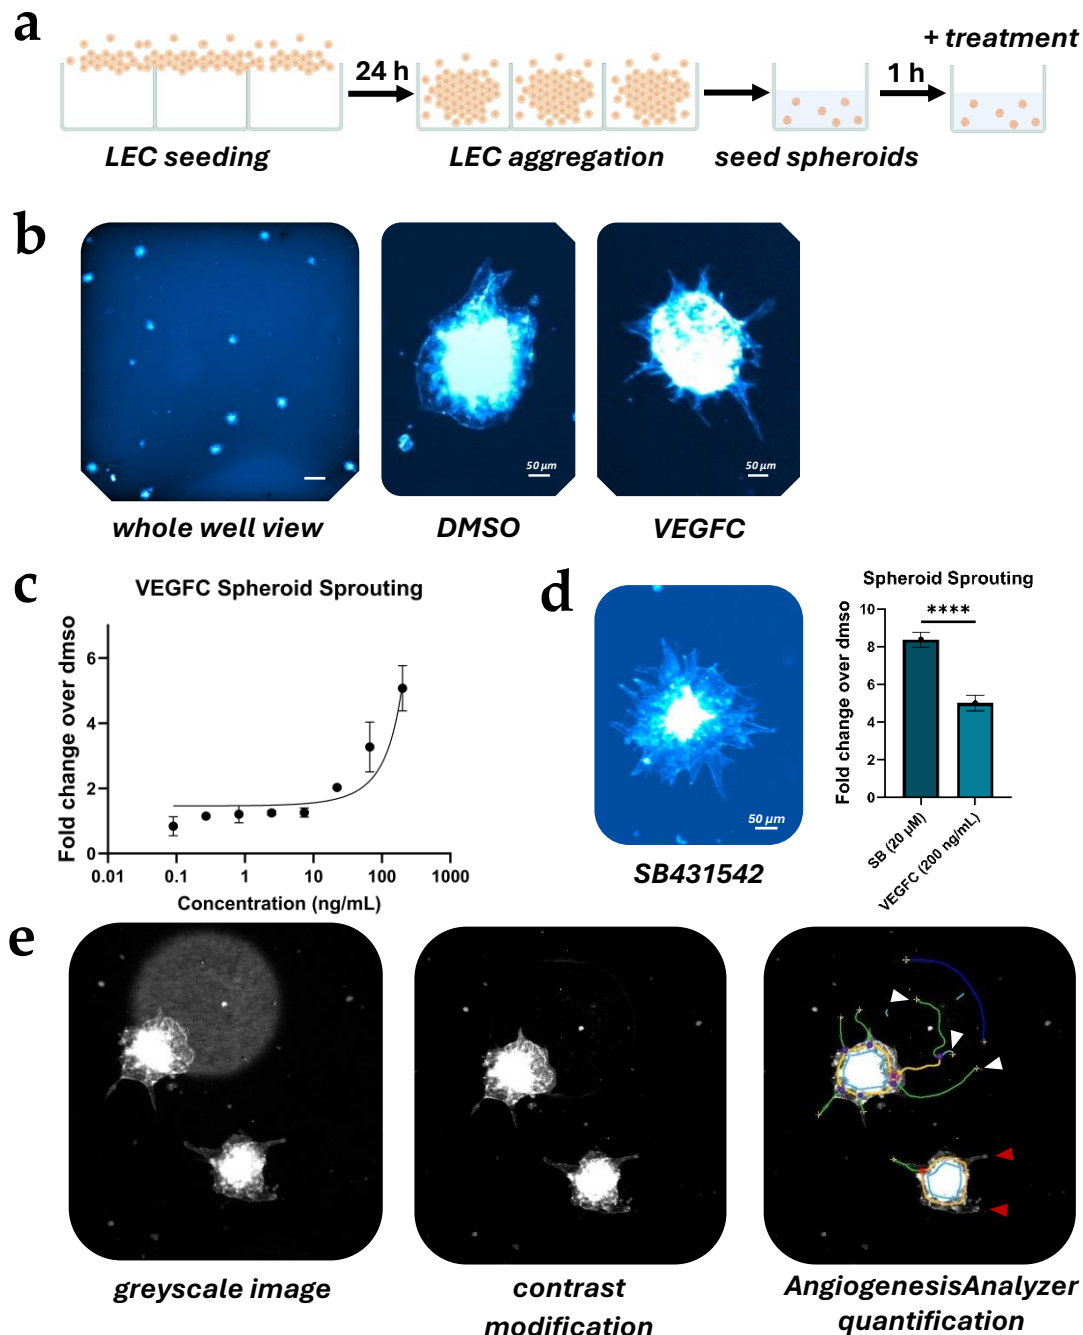 a
+ treatment
24 h
1 h
LEC seeding
LEC aggregation
seed spheroids
b
50 µm
50 µm
whole well view
DMSO
VEGFC
c
VEGFC Spheroid Sprouting
Fold change over dmso
6
4
2
0
0.01
0.1
1
10
100
1000
Concentration (ng/mL)
d
50 µm
SB431542
Spheroid Sprouting
Fold change over dmso
10
8
6
4
2
0
****
SB (20 µM)
VEGFC (200 ng/mL)
e
greyscale image
contrast
modification
AngiogenesisAnalyzer
quantification